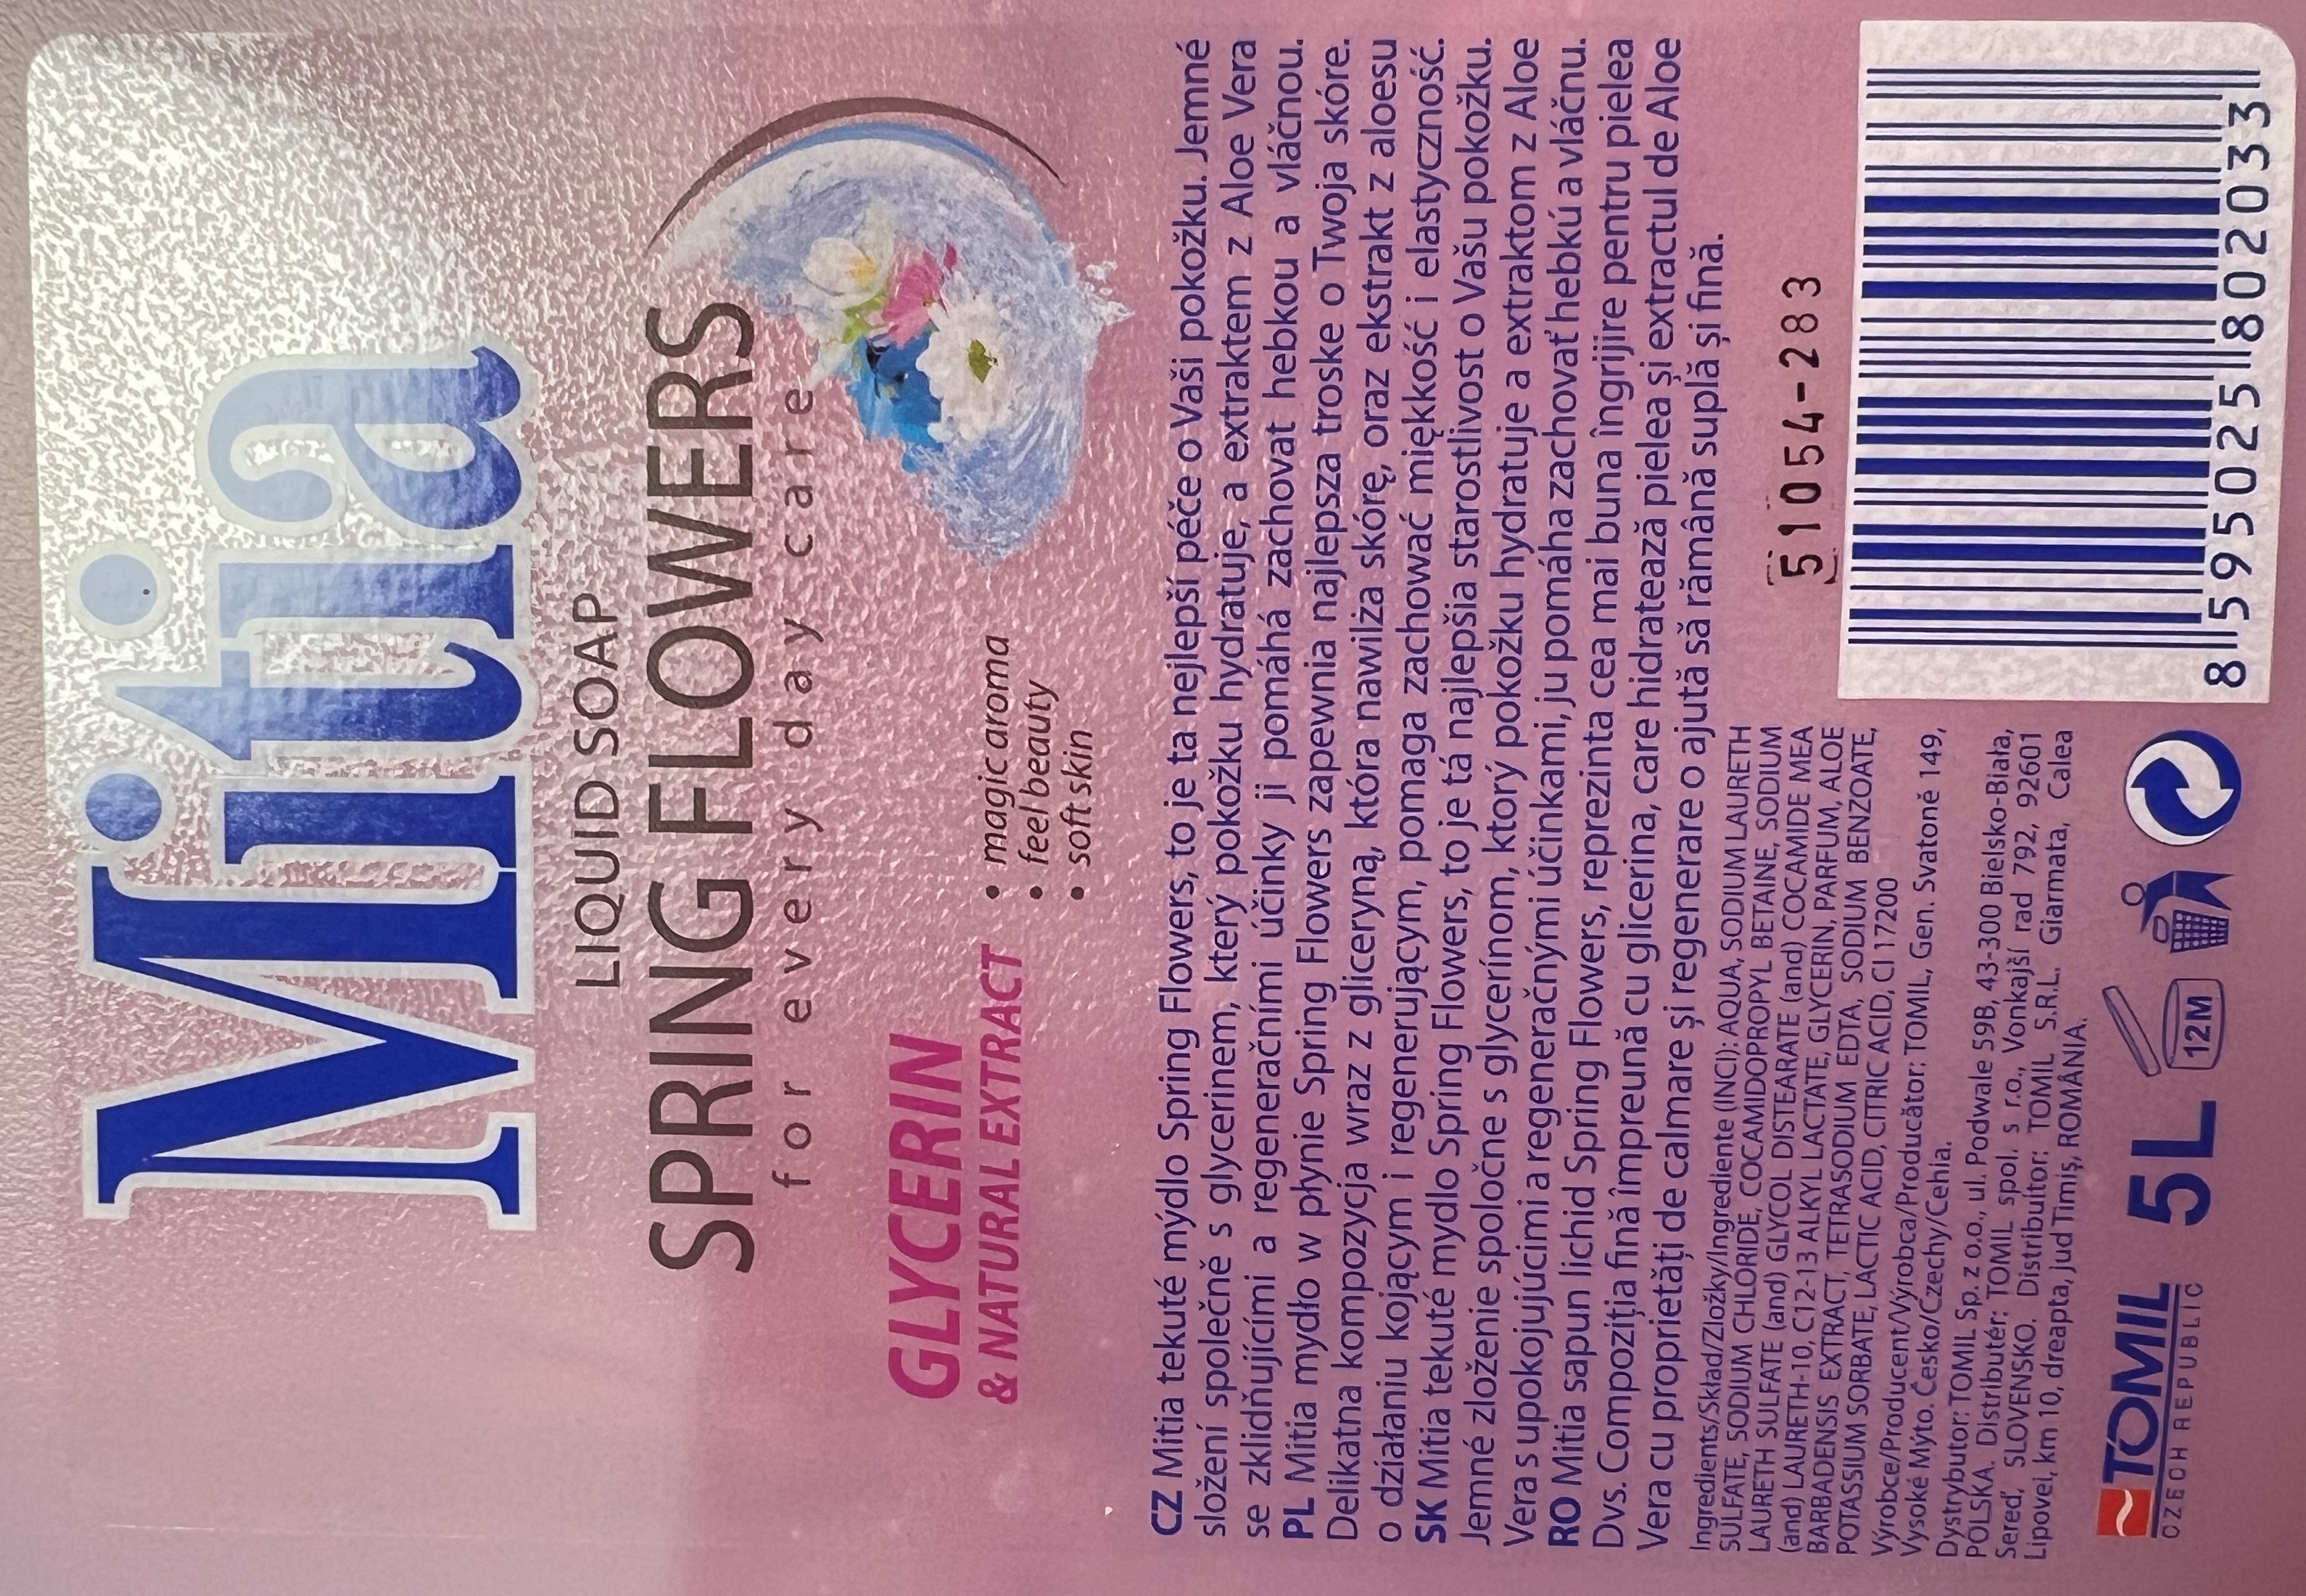 Mitia
LIQUID SOAP
SPRING FLOWERS
for every day care
GLYCERIN
& NATURAL EXTRACT
• magic aroma
• feel beauty
• soft skin
CZ Mitia tekuté mýdlo Spring Flowers, to je ta nejlepší péče o Vaši pokožku. Jemné
složení společně s glycerinem, který pokožku hydratuje, a extraktem z Aloe Vera
se zklidňujícími a regeneračními účinky ji pomáhá zachovat hebkou a vláčnou.
PL Mitia mydło w płynie Spring Flowers zapewnia najlepsza troske o Twoja skóre.
Delikatna kompozycja wraz z gliceryną, która nawilża skórę, oraz ekstrakt z aloesu
o działaniu kojącym i regenerującym, pomaga zachować miękkość i elastyczność.
SK Mitia tekuté mydlo Spring Flowers, to je tá najlepšia starostlivost o Vašu pokožku.
Jemné zloženie spoločne s glycerínom, ktorý pokožku hydratuje a extraktom z Aloe
Vera s upokojujúcimi a regeneračnými účinkami, ju pomáha zachovať hebkú a vláčnu.
RO Mitia sapun lichid Spring Flowers, reprezinta cea mai buna îngrijire pentru pielea
Dvs. Compoziția fină împreună cu glicerina, care hidratează pielea și extractul de Aloe
Vera cu proprietăți de calmare și regenerare o ajută să rămână suplă și fină.
Ingredients/Skład/Zložky/Ingrediente (INCI): AQUA, SODIUM LAURETH
SULFATE, SODIUM CHLORIDE, COCAMIDOPROPYL BETAINE, SODIUM
LAURETH SULFATE (and) GLYCOL DISTEARATE (and) COCAMIDE MEA
(and) LAURETH-10, C12-13 ALKYL LACTATE, GLYCERIN, PARFUM, ALOE
BARBADENSIS EXTRACT, TETRASODIUM EDTA, SODIUM BENZOATE,
POTASSIUM SORBATE, LACTIC ACID, CITRIC ACID, CI 17200
Výrobce/Producent/Výrobca/Producător: TOMIL, Gen. Svatoně 149,
Vysoké Mýto. Česko/Czechy/Cehia.
Dystrybutor: TOMIL Sp. z o.o., ul. Podwale 59B, 43-300 Bielsko-Biała,
POLSKA. Distributér: TOMIL spol. s r.o., Vonkajší rad 792, 92601
Sereď, SLOVENSKO. Distribuitor: TOMIL S.R.L. Giarmata, Calea
Lipovei, km 10, dreapta, jud Timiș, ROMÂNIA.
51054-283
8 595025 802033
TOMIL
CZECH REPUBLIC
5L
12M